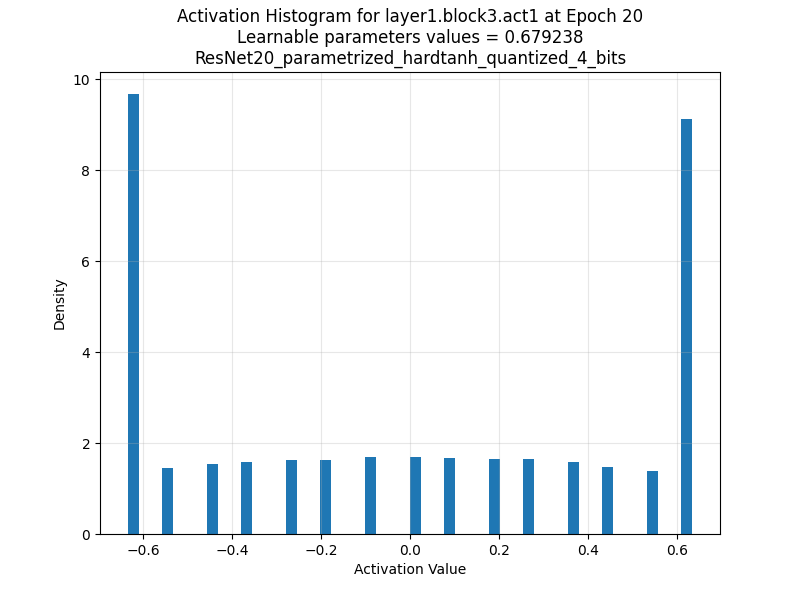 Activation Histogram for layer1.block3.act1 at Epoch 20
Learnable parameters values = 0.679238
ResNet20_parametrized_hardtanh_quantized_4_bits
10
8
6
4
2
0
Density
−0.6 −0.4 −0.2 0.0 0.2 0.4 0.6
Activation Value